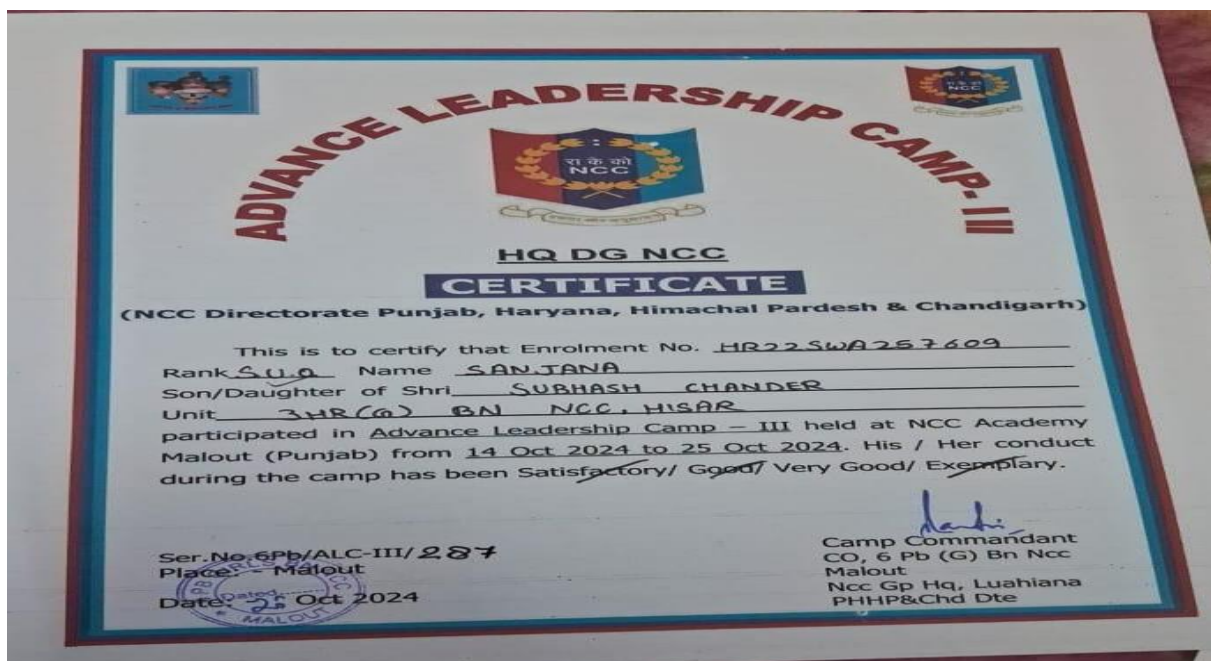 ADVANCE LEADERSHIP CAMP-III
NCC
रा के को
NCC
HQ DG NCC
CERTIFICATE
(NCC Directorate Punjab, Haryana, Himachal Pardesh & Chandigarh)
This is to certify that Enrolment No. HR22SWA257609
Rank S.U.O Name SANJANA
Son/Daughter of Shri SUBHASH CHANDER
Unit 3HR(G) BN NCC, HISAR
participated in Advance Leadership Camp – III held at NCC Academy
Malout (Punjab) from 14 Oct 2024 to 25 Oct 2024. His / Her conduct
during the camp has been Satisfactory/ Good/ Very Good/ Exemplary.
Ser.No.6Pb/ALC-III/287
Place: - Malout
Date: 25 Oct 2024
Dated
MALOUT
Camp Commandant
CO, 6 Pb (G) Bn Ncc
Malout
Ncc Gp Hq, Luahiana
PHHP&Chd Dte